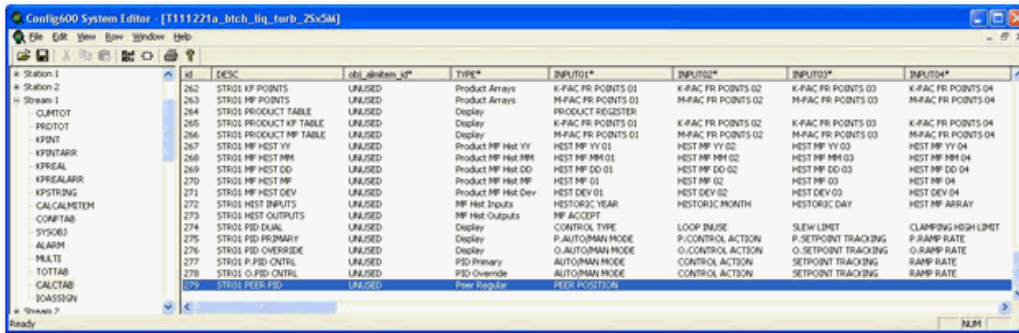 Config600 System Editor - [T111221a_btch_liq_turb_2Sx5M]
File Edit View Row Window Help
Station 1
Station 2
Stream 1
CUMTOT
PRDTOT
KPINT
KPINTARR
KPREAL
KPREALARR
KPSTRING
CALCALMITEM
CONFTAB
SYSOBJ
ALARM
MULTI
TOTTAB
CALCTAB
IOASSIGN
Stream 2
id DESC obj_almitem_id* TYPE* INPUT01* INPUT02* INPUT03* INPUT04*
262 STR01 KF POINTS UNUSED Product Arrays K-FAC FR POINTS 01 K-FAC FR POINTS 02 K-FAC FR POINTS 03 K-FAC FR POINTS 04
263 STR01 MF POINTS UNUSED Product Arrays M-FAC FR POINTS 01 M-FAC FR POINTS 02 M-FAC FR POINTS 03 M-FAC FR POINTS 04
264 STR01 PRODUCT TABLE UNUSED Display PRODUCT REGISTER
265 STR01 PRODUCT KF TABLE UNUSED Display K-FAC FR POINTS 01 K-FAC FR POINTS 02 K-FAC FR POINTS 03 K-FAC FR POINTS 04
266 STR01 PRODUCT MF TABLE UNUSED Display M-FAC FR POINTS 01 M-FAC FR POINTS 02 M-FAC FR POINTS 03 M-FAC FR POINTS 04
267 STR01 MF HIST YY UNUSED Product MF Hist YY HIST MF YY 01 HIST MF YY 02 HIST MF YY 03 HIST MF YY 04
268 STR01 MF HIST MM UNUSED Product MF Hist MM HIST MF MM 01 HIST MF MM 02 HIST MF MM 03 HIST MF MM 04
269 STR01 MF HIST DD UNUSED Product MF Hist DD HIST MF DD 01 HIST MF DD 02 HIST MF DD 03 HIST MF DD 04
270 STR01 MF HIST MF UNUSED Product MF Hist MF HIST MF 01 HIST MF 02 HIST MF 03 HIST MF 04
271 STR01 MF HIST DEV UNUSED Product MF Hist Dev HIST DEV 01 HIST DEV 02 HIST DEV 03 HIST DEV 04
272 STR01 HIST INPUTS UNUSED MF Hist Inputs HISTORIC YEAR HISTORIC MONTH HISTORIC DAY HIST MF ARRAY
273 STR01 HIST OUTPUTS UNUSED MF Hist Outputs MF ACCEPT
274 STR01 PID DUAL UNUSED Display CONTROL TYPE LOOP INUSE SLEW LIMIT CLAMPING HIGH LIMIT
275 STR01 PID PRIMARY UNUSED Display P.AUTO/MAN MODE P.CONTROL ACTION P.SETPOINT TRACKING P.RAMP RATE
276 STR01 PID OVERRIDE UNUSED Display O.AUTO/MAN MODE O.CONTROL ACTION O.SETPOINT TRACKING O.RAMP RATE
277 STR01 P.PID CNTRL UNUSED PID Primary AUTO/MAN MODE CONTROL ACTION SETPOINT TRACKING RAMP RATE
278 STR01 O.PID CNTRL UNUSED PID Override AUTO/MAN MODE CONTROL ACTION SETPOINT TRACKING RAMP RATE
279 STR01 PEER PID UNUSED Peer Regular PEER POSITION
Ready NUM